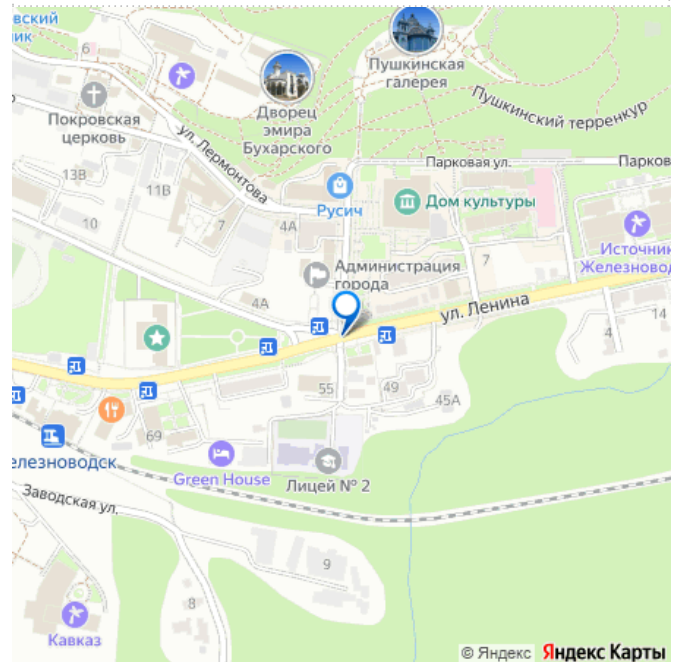 вский
ик
6
Покровская
церковь
Дворец
эмира
Бухарского
Пушкинская
галерея
Пушкинский терренкур
ул. Лермонтова
Парковая ул.
Парков
13В
11В
10
7
4А
Русич
Дом культуры
Источник
Железновод
7
Администрация
города
4А
ул. Ленина
4
14
55
49
45А
69
елезноводск
Green House
Лицей № 2
Заводская ул.
9
8
Кавказ
© Яндекс Яндекс Карты